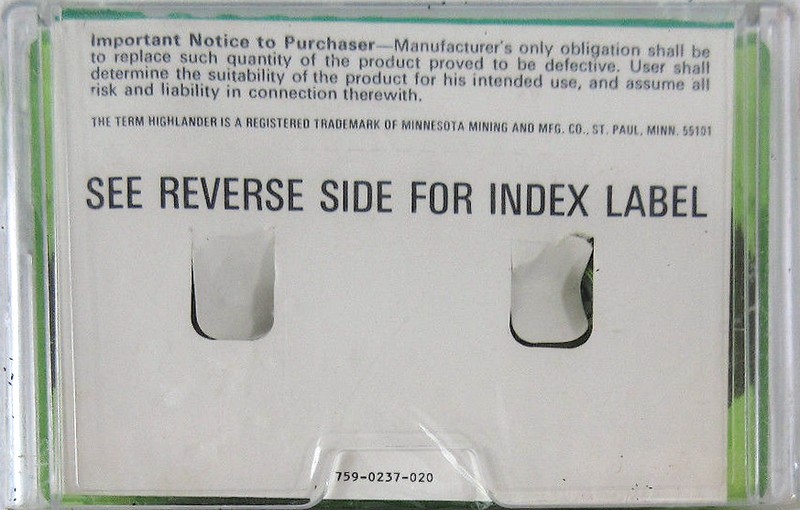 Important Notice to Purchaser—Manufacturer's only obligation shall be
to replace such quantity of the product proved to be defective. User shall
determine the suitability of the product for his intended use, and assume all
risk and liability in connection therewith.
THE TERM HIGHLANDER IS A REGISTERED TRADEMARK OF MINNESOTA MINING AND MFG. CO., ST. PAUL, MINN. 55101
SEE REVERSE SIDE FOR INDEX LABEL
759-0237-020